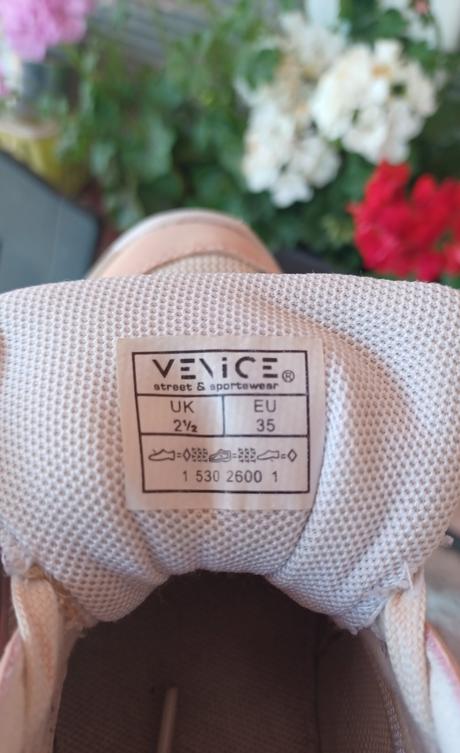 VENICE®
street & sportswear
UK EU
2½ 35
1 530 2600 1